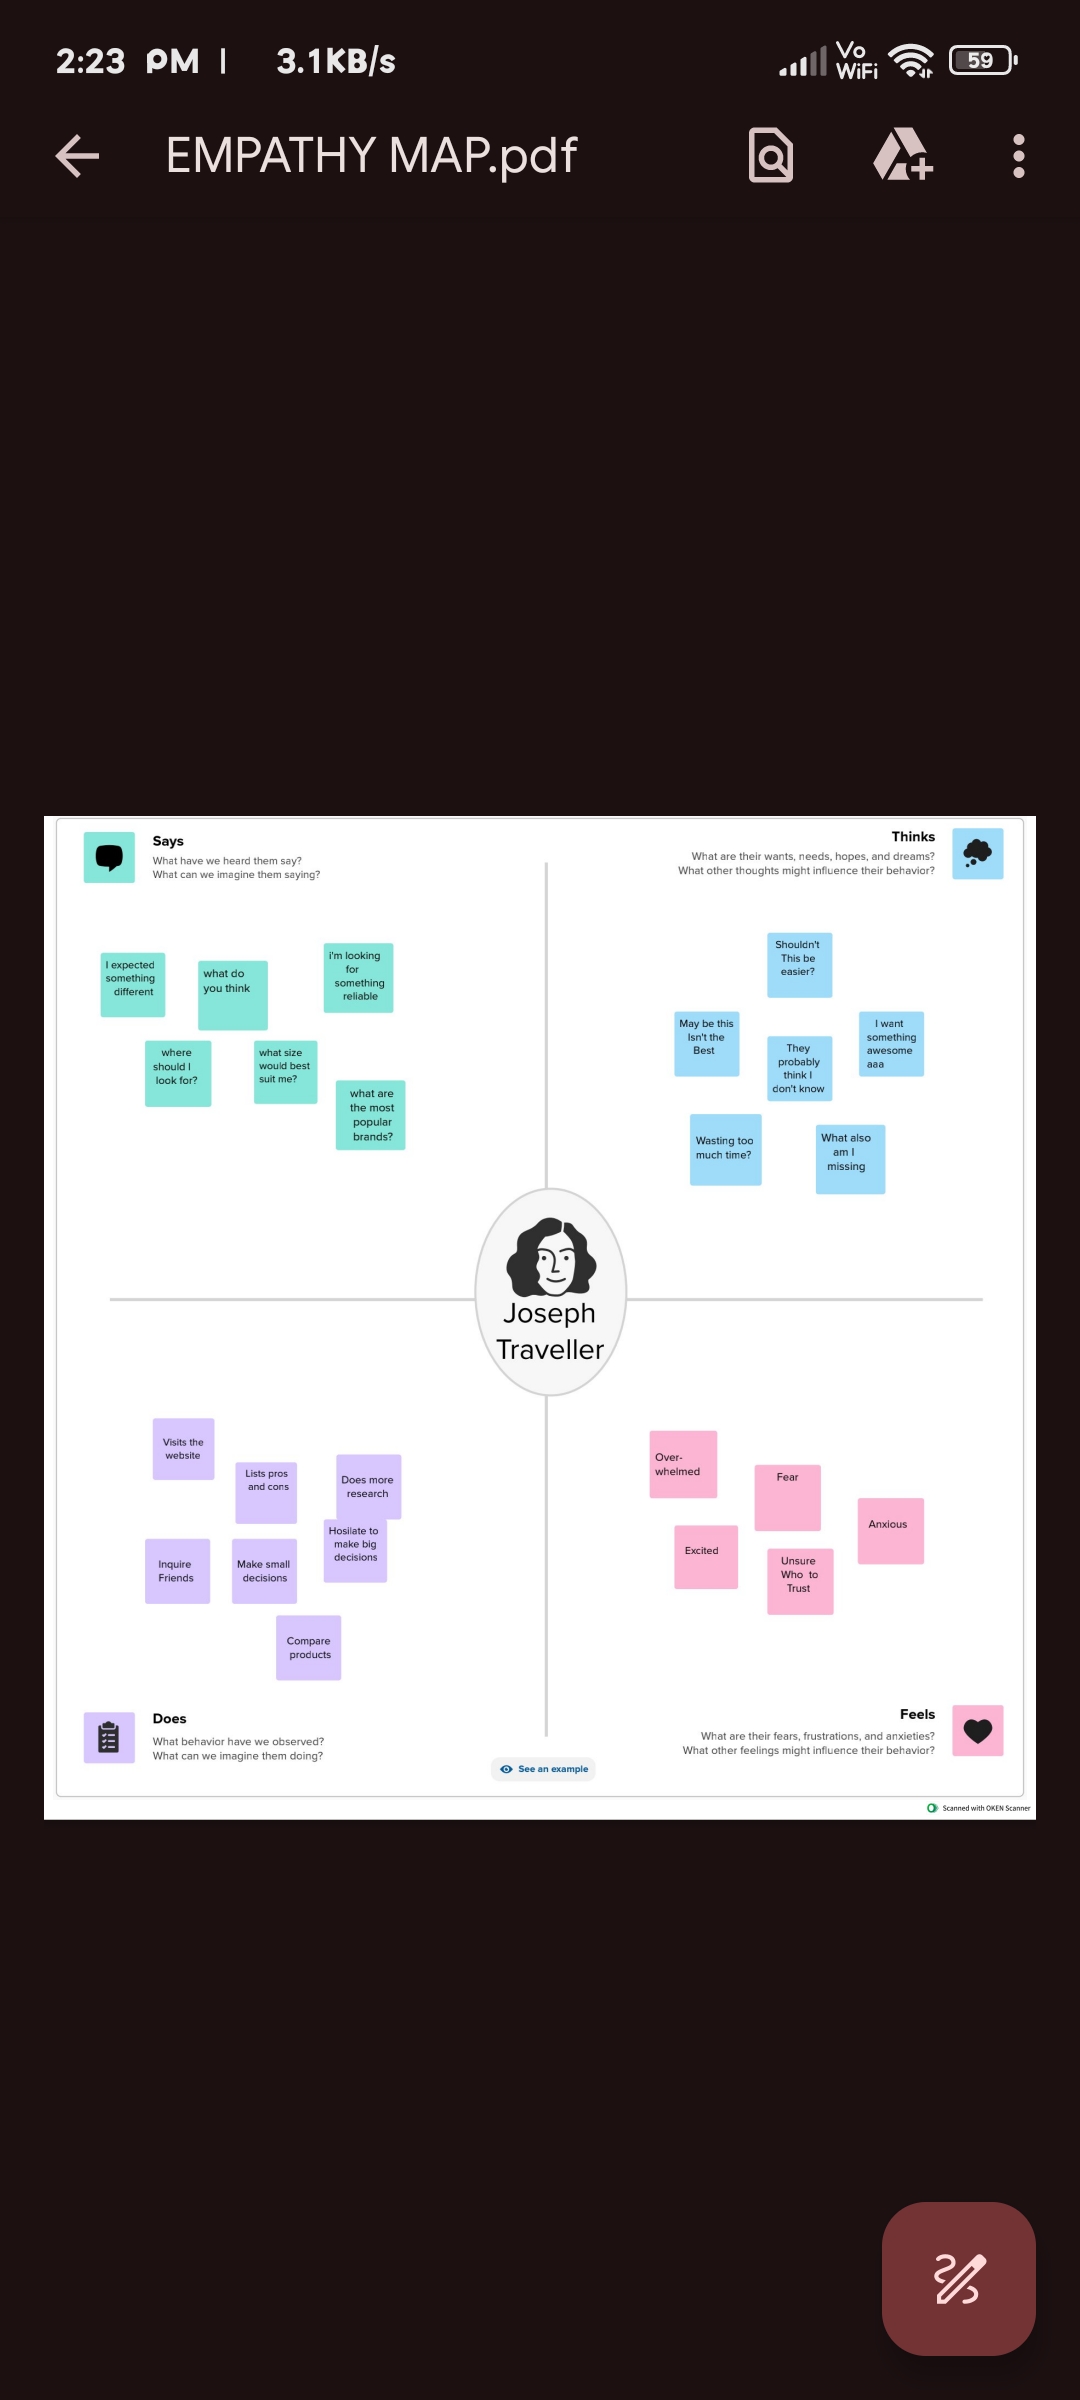 2:23 PM | 3.1KB/s Vo WiFi 59
EMPATHY MAP.pdf
Says
What have we heard them say?
What can we imagine them saying?
Thinks
What are their wants, needs, hopes, and dreams?
What other thoughts might influence their behavior?
I expected
something
different
what do
you think
i'm looking
for
something
reliable
where
should I
look for?
what size
would best
suit me?
what are
the most
popular
brands?
Shouldn't
This be
easier?
May be this
Isn't the
Best
They
probably
think I
don't know
I want
something
awesome
aaa
Wasting too
much time?
What also
am I
missing
Joseph
Traveller
Visits the
website
Lists pros
and cons
Does more
research
Hosilate to
make big
decisions
Inquire
Friends
Make small
decisions
Compare
products
Over-
whelmed
Fear
Anxious
Excited
Unsure
Who to
Trust
Does
What behavior have we observed?
What can we imagine them doing?
Feels
What are their fears, frustrations, and anxieties?
What other feelings might influence their behavior?
See an example
Scanned with OKEN Scanner